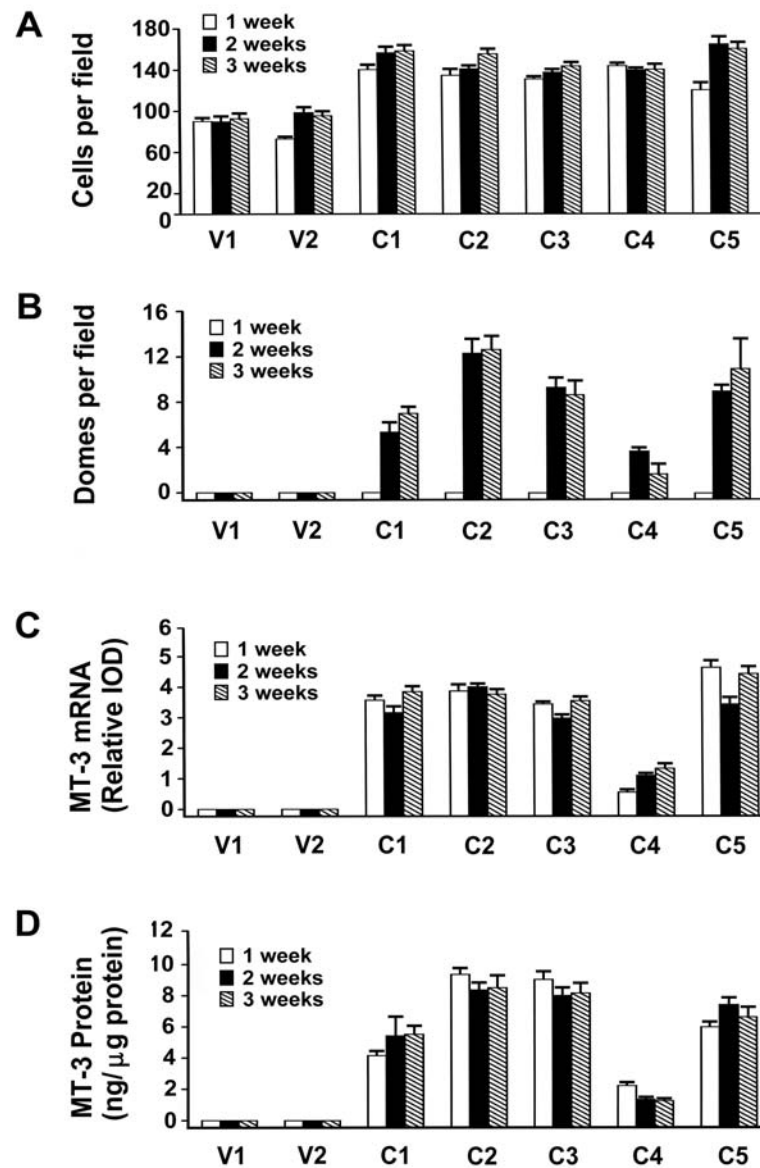 A
Cells per field
180
140
100
60
20
0
1 week
2 weeks
3 weeks
V1 V2 C1 C2 C3 C4 C5
B
Domes per field
16
12
8
4
0
1 week
2 weeks
3 weeks
V1 V2 C1 C2 C3 C4 C5
C
MT-3 mRNA
(Relative IOD)
6
5
4
3
2
1
0
1 week
2 weeks
3 weeks
V1 V2 C1 C2 C3 C4 C5
D
MT-3 Protein
(ng/μg protein)
12
10
8
6
4
2
0
1 week
2 weeks
3 weeks
V1 V2 C1 C2 C3 C4 C5